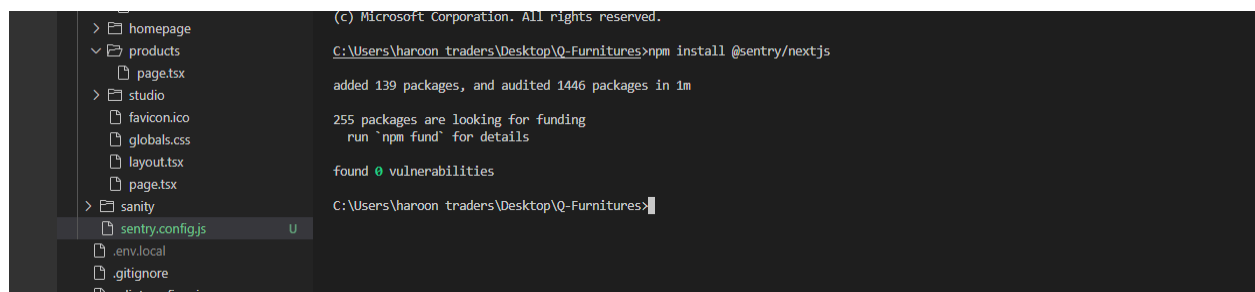 homepage
products
page.tsx
studio
favicon.ico
globals.css
layout.tsx
page.tsx
sanity
sentry.config.js U
.env.local
.gitignore
(c) Microsoft Corporation. All rights reserved.
C:\Users\haroon traders\Desktop\Q-Furnitures>npm install @sentry/nextjs
added 139 packages, and audited 1446 packages in 1m
255 packages are looking for funding
run `npm fund` for details
found 0 vulnerabilities
C:\Users\haroon traders\Desktop\Q-Furnitures>